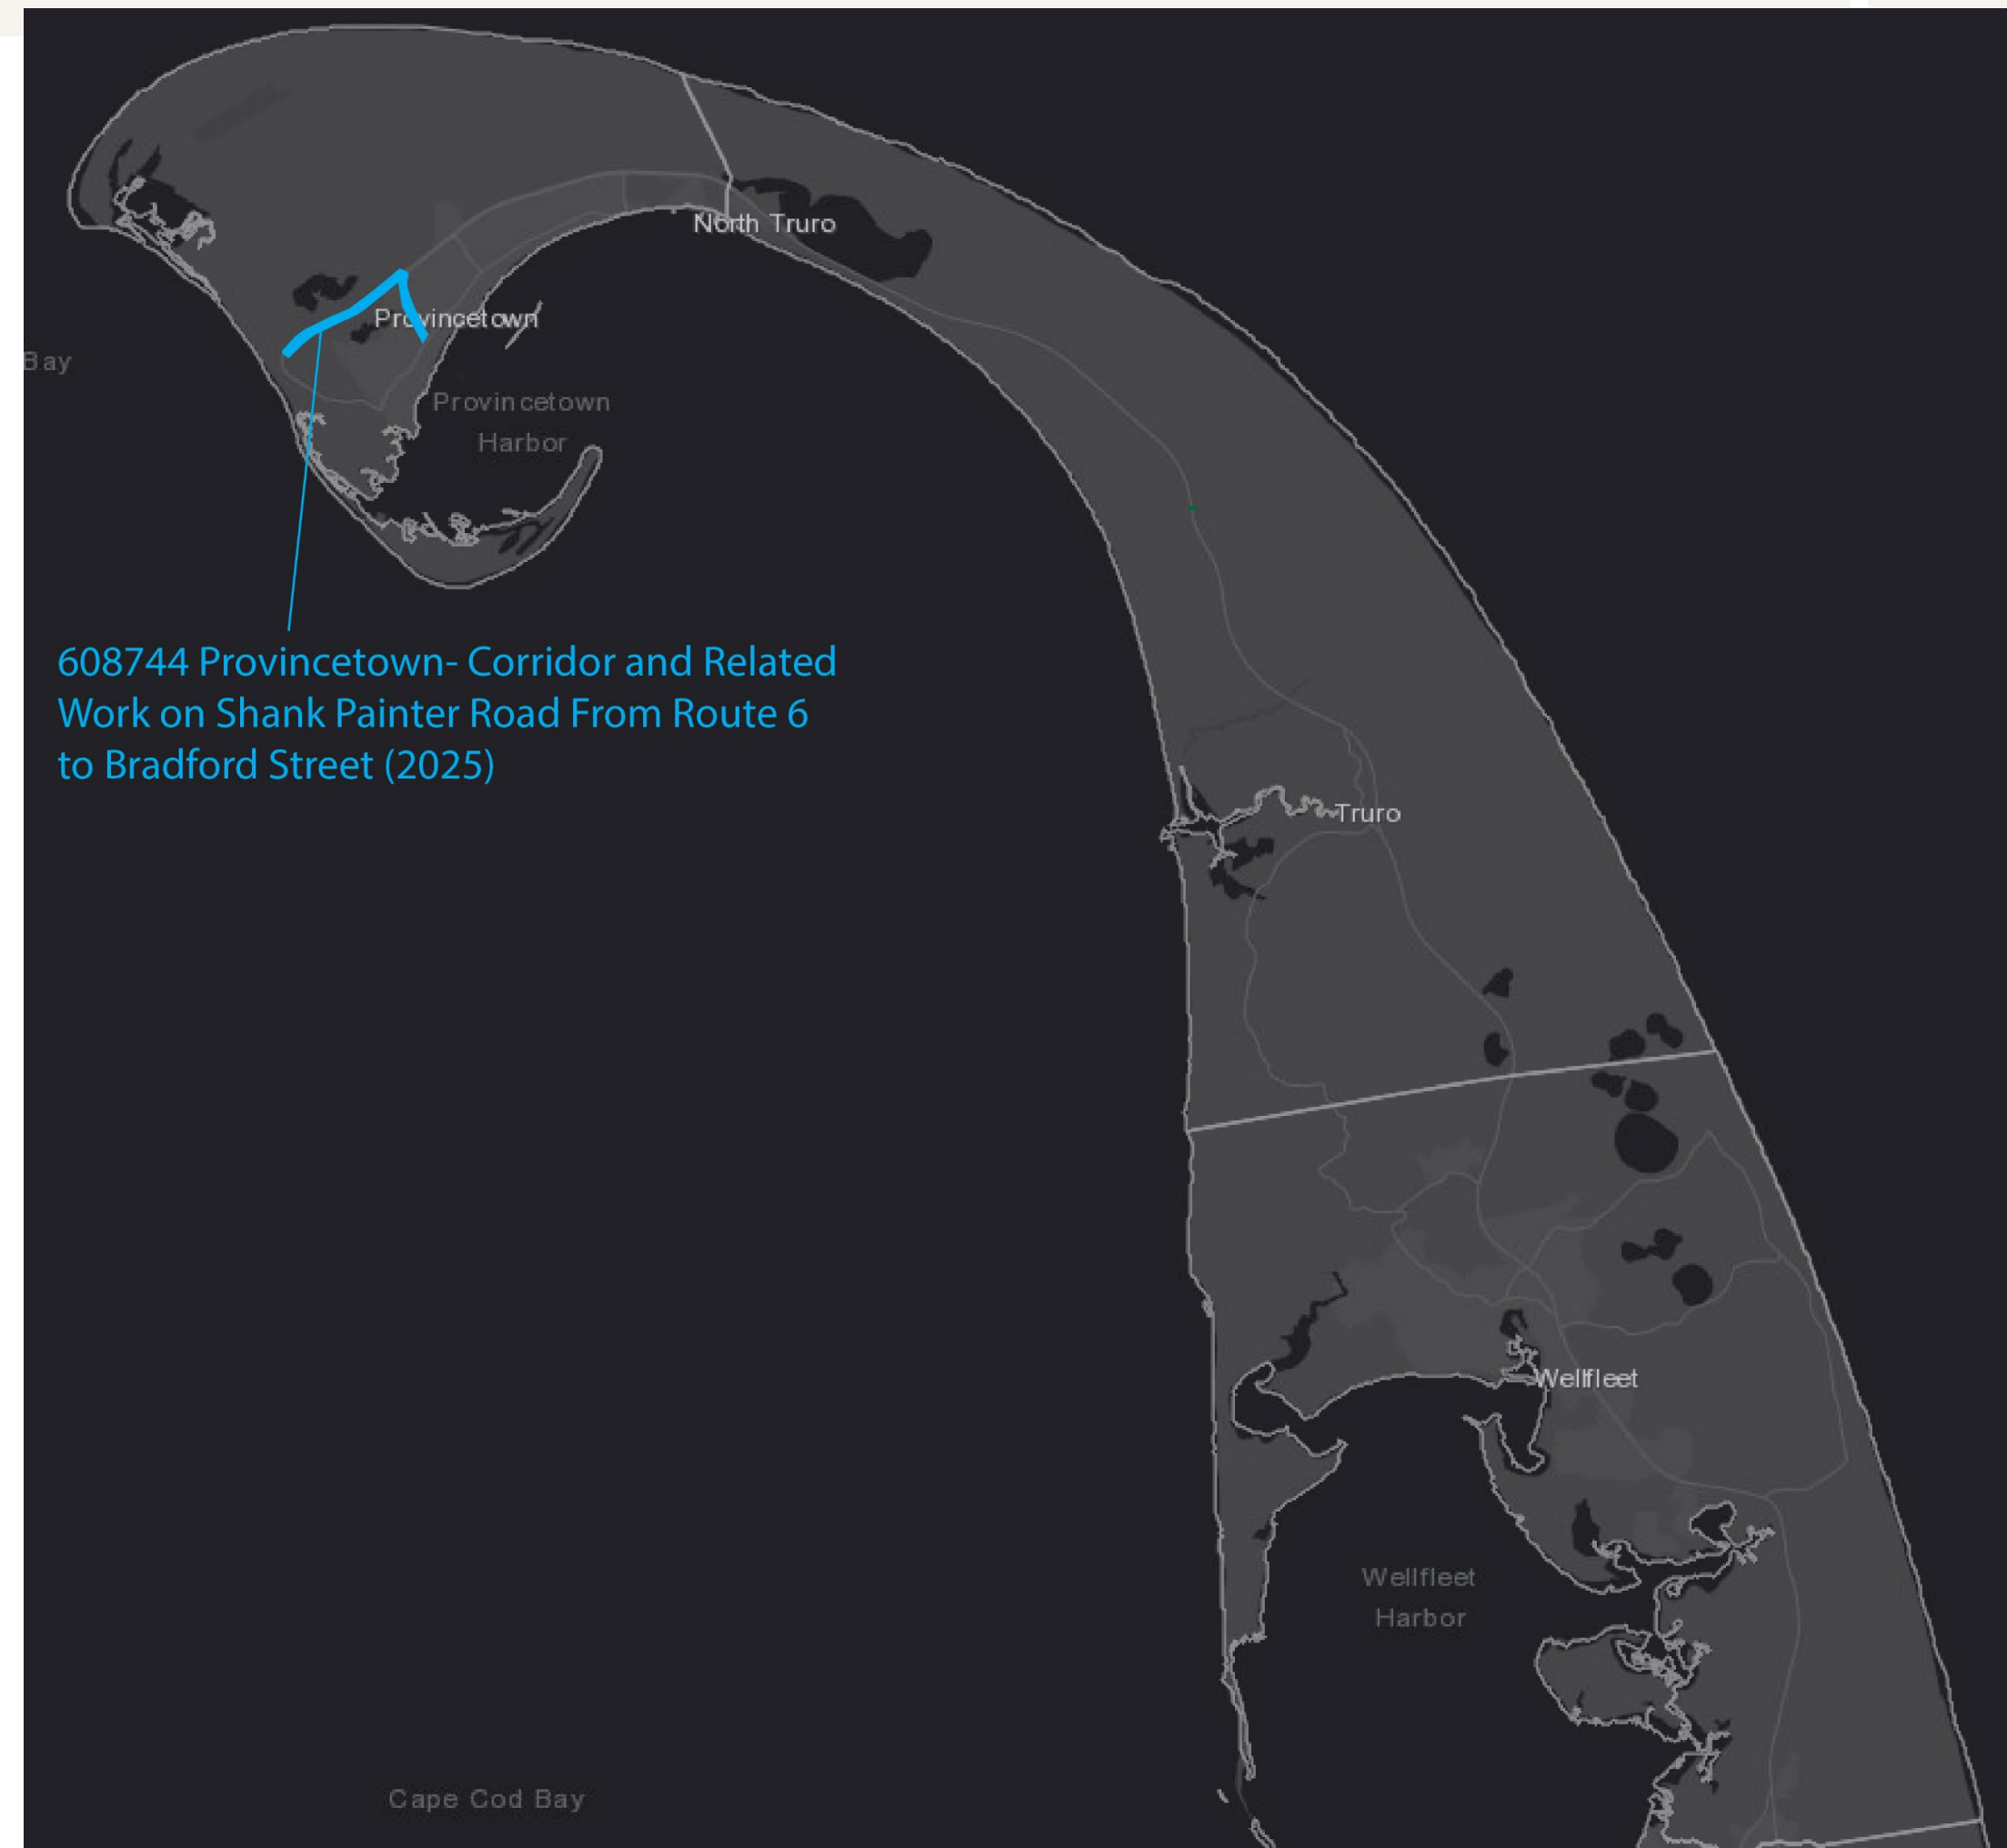 North Truro
Provincetown
Bay
Provincetown
Harbor
608744 Provincetown- Corridor and Related
Work on Shank Painter Road From Route 6
to Bradford Street (2025)
Truro
Wellfleet
Wellfleet
Harbor
Cape Cod Bay